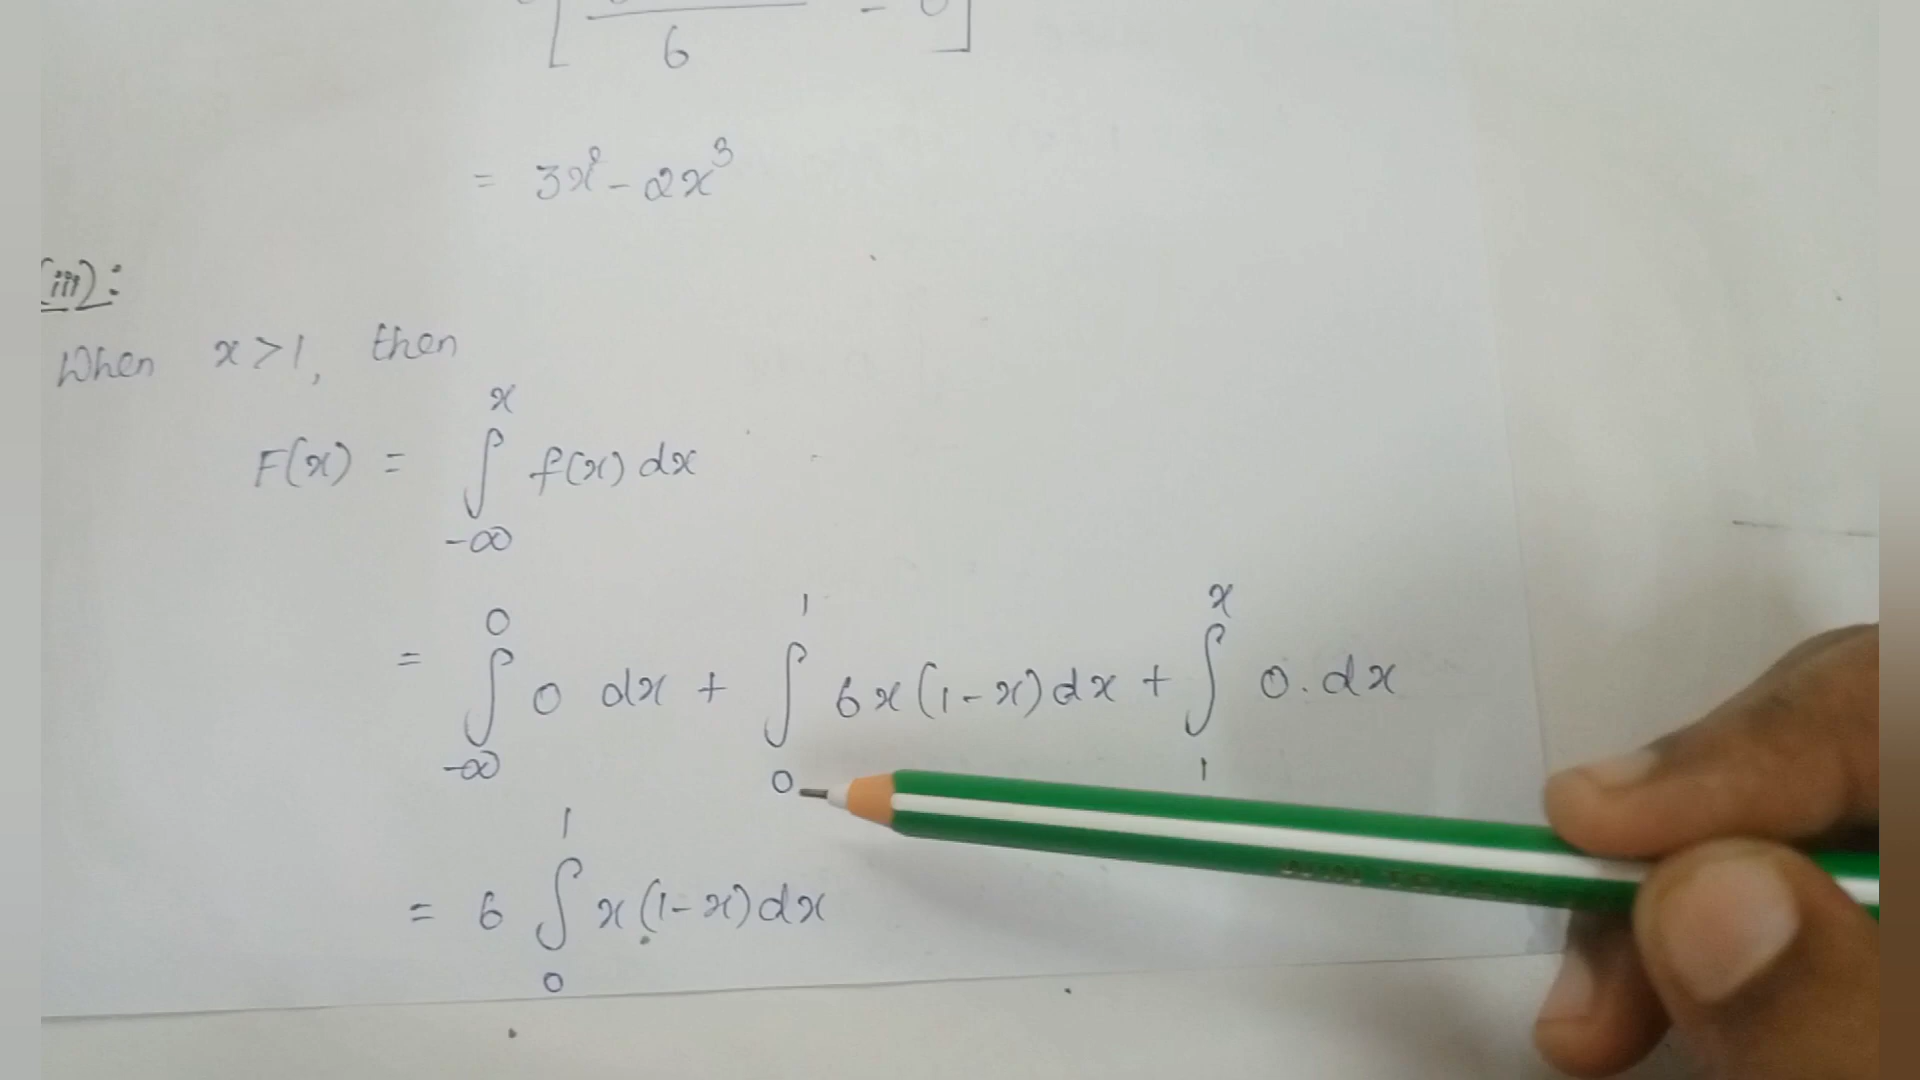 6
= 3x² - 2x³
(iii):
When x>1, then
F(x) = ∫_{-∞}^{x} f(x) dx
= ∫_{-∞}^{0} 0 dx + ∫_{0}^{1} 6x(1-x)dx + ∫_{1}^{x} 0. dx
= 6 ∫_{0}^{1} x(1-x)dx